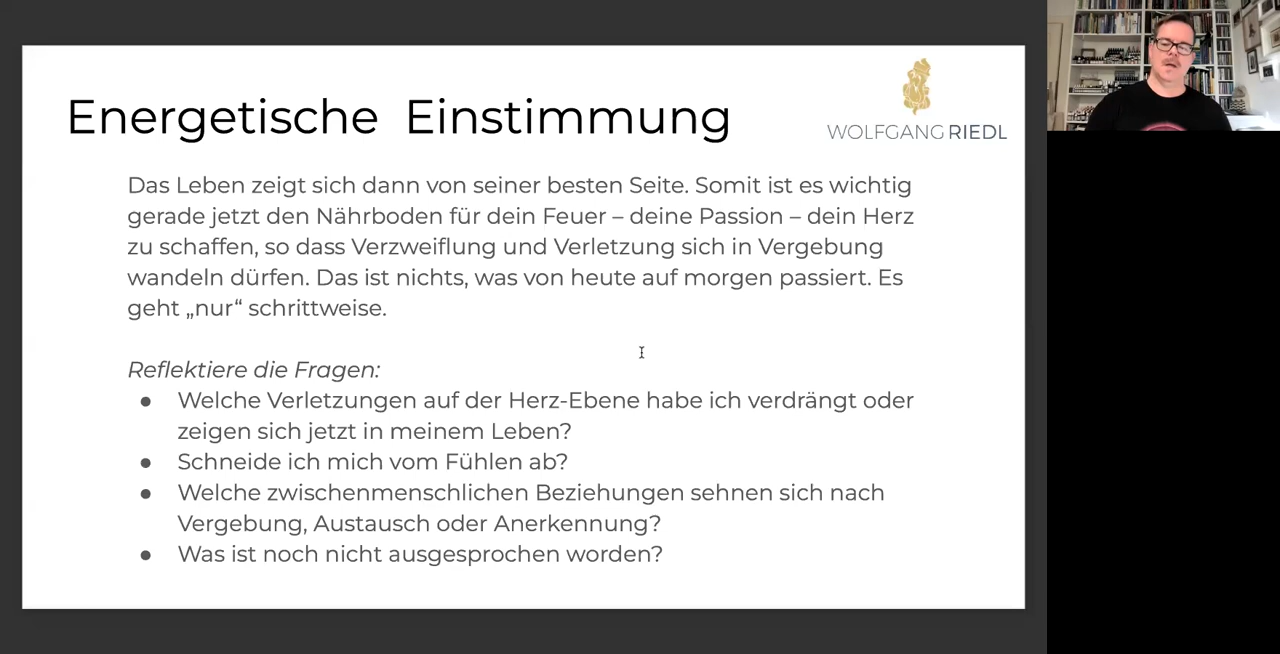 Energetische Einstimmung
WOLFGANG RIEDL
Das Leben zeigt sich dann von seiner besten Seite. Somit ist es wichtig
gerade jetzt den Nährboden für dein Feuer – deine Passion – dein Herz
zu schaffen, so dass Verzweiflung und Verletzung sich in Vergebung
wandeln dürfen. Das ist nichts, was von heute auf morgen passiert. Es
geht „nur“ schrittweise.
Reflektiere die Fragen:
● Welche Verletzungen auf der Herz-Ebene habe ich verdrängt oder
zeigen sich jetzt in meinem Leben?
● Schneide ich mich vom Fühlen ab?
● Welche zwischenmenschlichen Beziehungen sehnen sich nach
Vergebung, Austausch oder Anerkennung?
● Was ist noch nicht ausgesprochen worden?